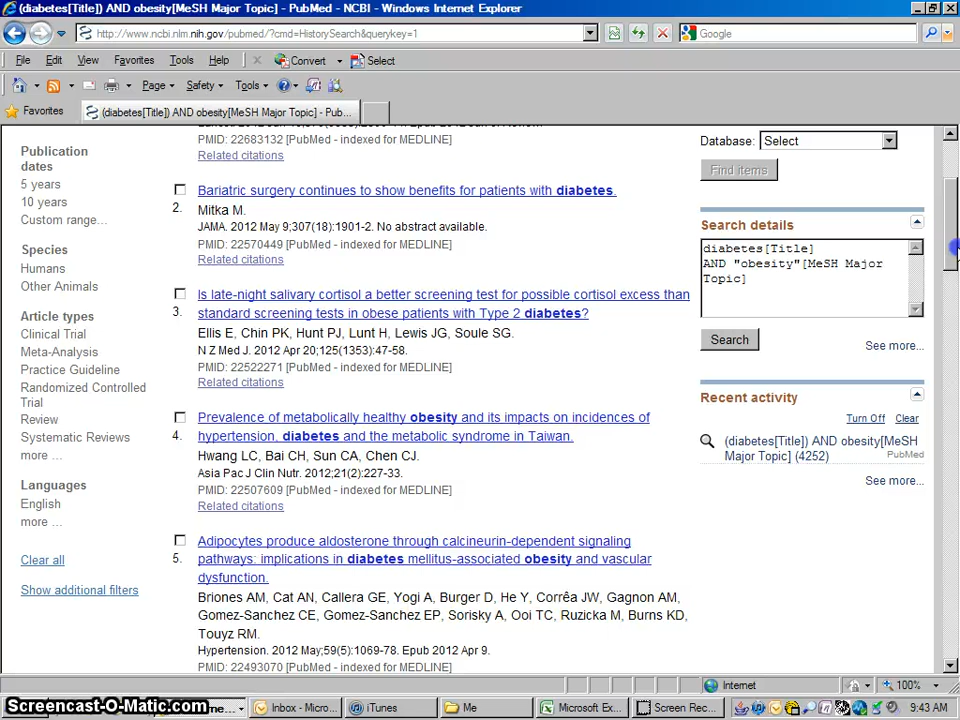 (diabetes[Title]) AND obesity[MeSH Major Topic] - PubMed - NCBI - Windows Internet Explorer
http://www.ncbi.nlm.nih.gov/pubmed/?cmd=HistorySearch&querykey=1
Google
File Edit View Favorites Tools Help Convert Select
Page Safety Tools
Favorites (diabetes[Title]) AND obesity[MeSH Major Topic] - Pub...
Publication
dates
5 years
10 years
Custom range...
Species
Humans
Other Animals
Article types
Clinical Trial
Meta-Analysis
Practice Guideline
Randomized Controlled
Trial
Review
Systematic Reviews
more ...
Languages
English
more ...
Clear all
Show additional filters
PMID: 22683132 [PubMed - indexed for MEDLINE]
Related citations
Bariatric surgery continues to show benefits for patients with diabetes.
2. Mitka M.
JAMA. 2012 May 9;307(18):1901-2. No abstract available.
PMID: 22570449 [PubMed - indexed for MEDLINE]
Related citations
Is late-night salivary cortisol a better screening test for possible cortisol excess than
3. standard screening tests in obese patients with Type 2 diabetes?
Ellis E, Chin PK, Hunt PJ, Lunt H, Lewis JG, Soule SG.
N Z Med J. 2012 Apr 20;125(1353):47-58.
PMID: 22522271 [PubMed - indexed for MEDLINE]
Related citations
Prevalence of metabolically healthy obesity and its impacts on incidences of
4. hypertension, diabetes and the metabolic syndrome in Taiwan.
Hwang LC, Bai CH, Sun CA, Chen CJ.
Asia Pac J Clin Nutr. 2012;21(2):227-33.
PMID: 22507609 [PubMed - indexed for MEDLINE]
Related citations
Adipocytes produce aldosterone through calcineurin-dependent signaling
5. pathways: implications in diabetes mellitus-associated obesity and vascular
dysfunction.
Briones AM, Cat AN, Callera GE, Yogi A, Burger D, He Y, Corrêa JW, Gagnon AM,
Gomez-Sanchez CE, Gomez-Sanchez EP, Sorisky A, Ooi TC, Ruzicka M, Burns KD,
Touyz RM.
Hypertension. 2012 May;59(5):1069-78. Epub 2012 Apr 9.
PMID: 22493070 [PubMed - indexed for MEDLINE]
Database: Select
Find items
Search details
diabetes[Title]
AND "obesity"[MeSH Major
Topic]
Search
See more...
Recent activity
Turn Off Clear
(diabetes[Title]) AND obesity[MeSH
Major Topic] (4252)
PubMed
See more...
Internet 100%
Screencast-O-Matic.com
Inbox - Micro... iTunes Me Microsoft Ex... Screen Rec... 9:43 AM